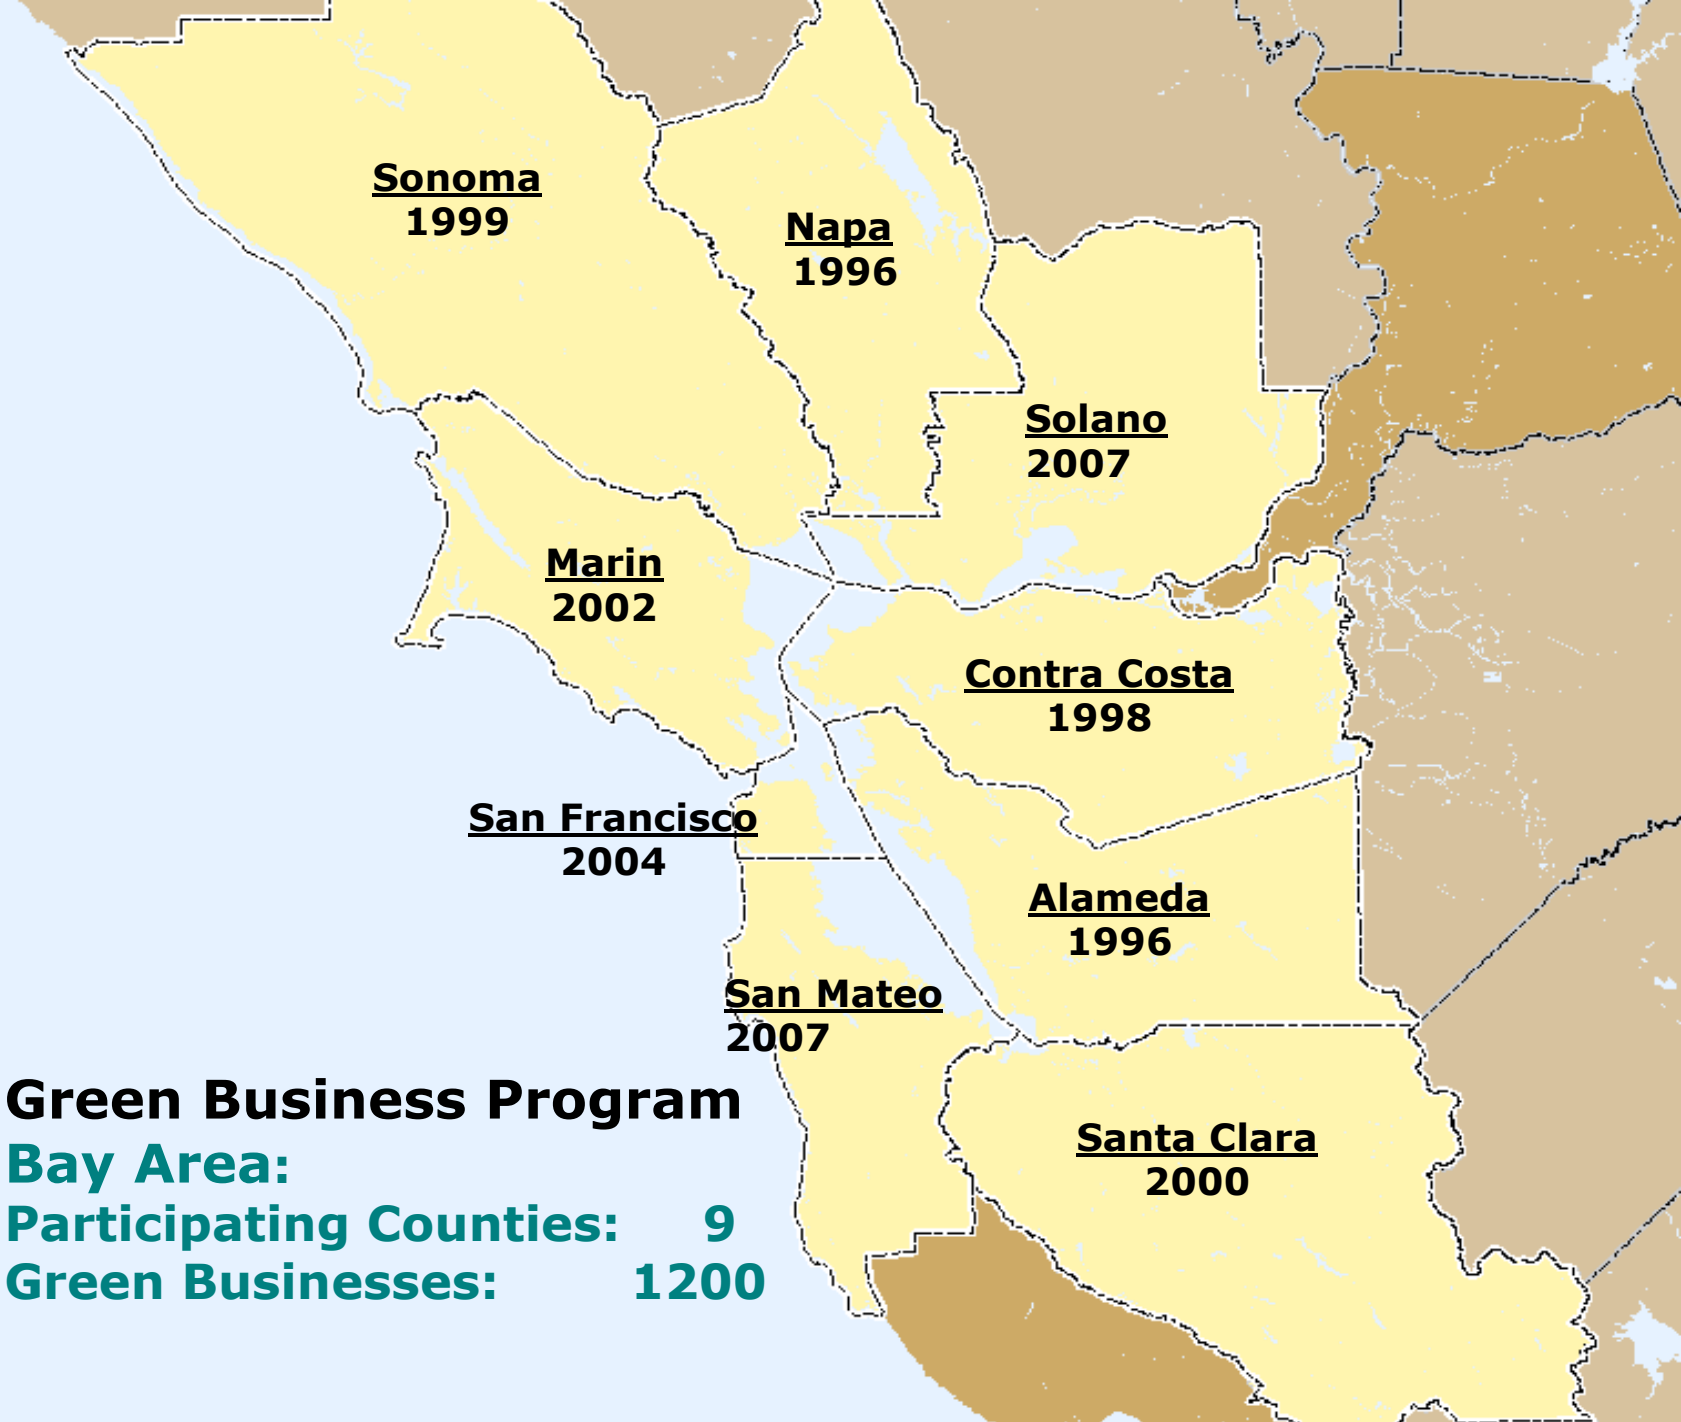 Sonoma
1999
Napa
1996
Solano
2007
Marin
2002
Contra Costa
1998
San Francisco
2004
Alameda
1996
San Mateo
2007
Santa Clara
2000
Green Business Program
Bay Area:
Participating Counties: 9
Green Businesses: 1200